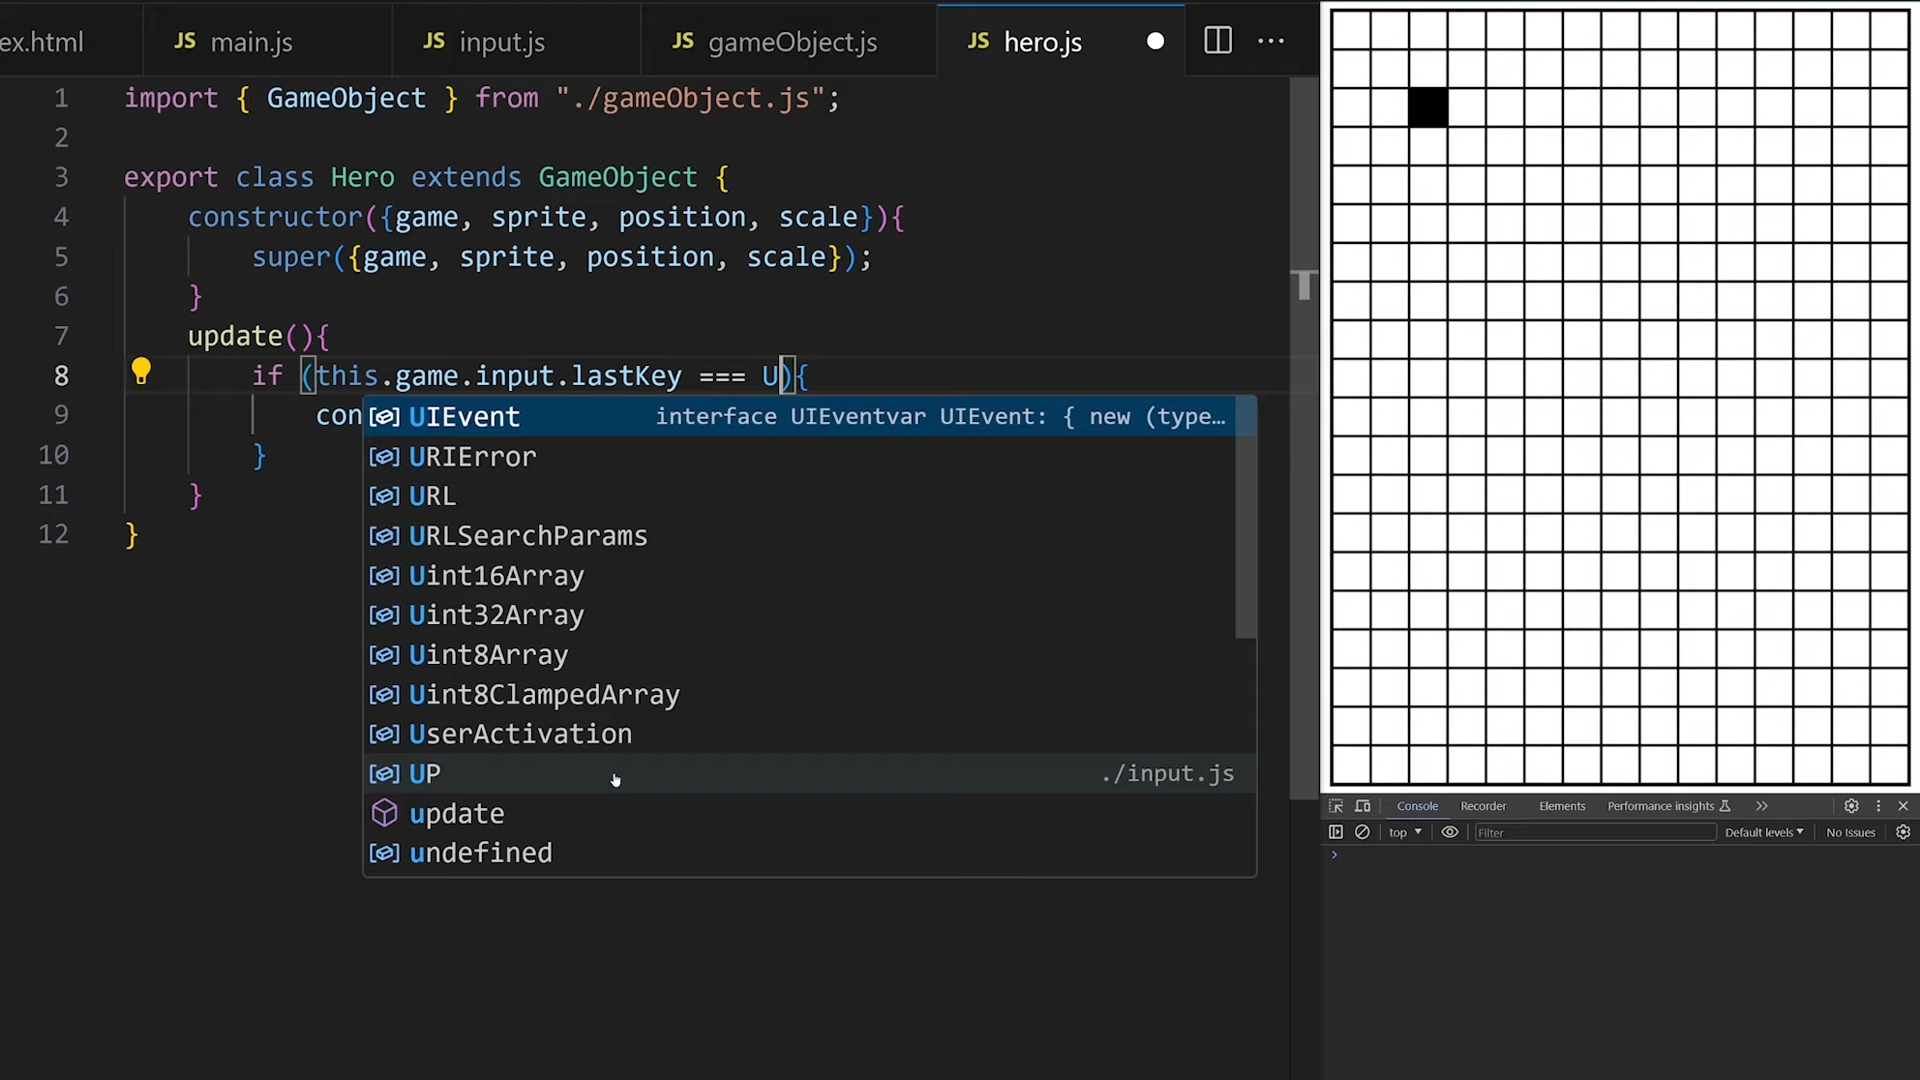 ex.html JS main.js JS input.js JS gameObject.js JS hero.js
1 import { GameObject } from "./gameObject.js";
2
3 export class Hero extends GameObject {
4 constructor({game, sprite, position, scale}){
5 super({game, sprite, position, scale});
6 }
7 update(){
8 if (this.game.input.lastKey === U){
9 con
10 }
11 }
12 }
UIEvent interface UIEventvar UIEvent: { new (type…
URIError
URL
URLSearchParams
Uint16Array
Uint32Array
Uint8Array
Uint8ClampedArray
UserActivation
UP ./input.js
update
undefined
Console Recorder Elements Performance insights
top Filter Default levels No Issues